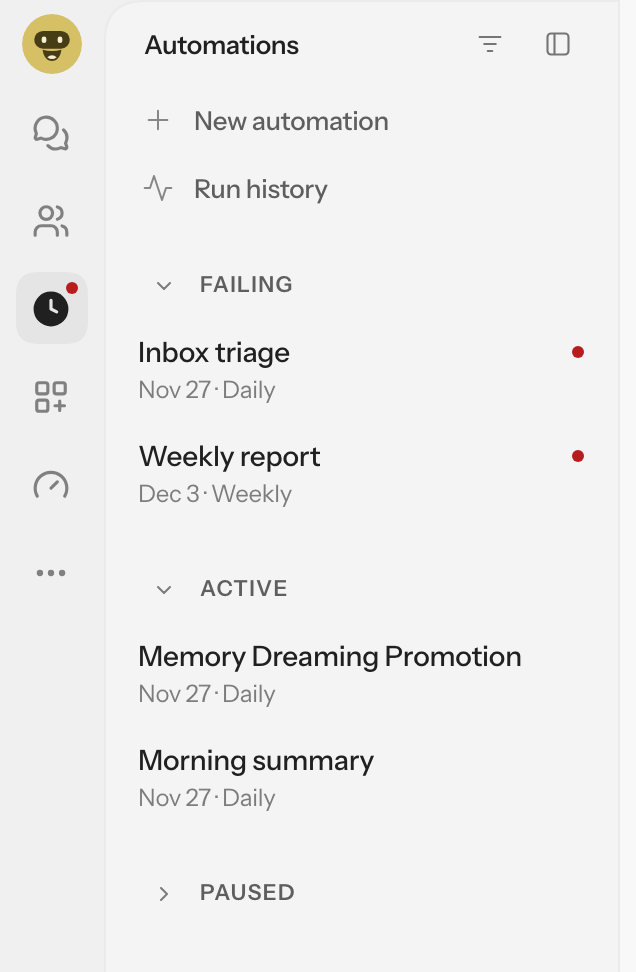 Automations
New automation
Run history
FAILING
Inbox triage
Nov 27 · Daily
Weekly report
Dec 3 · Weekly
ACTIVE
Memory Dreaming Promotion
Nov 27 · Daily
Morning summary
Nov 27 · Daily
PAUSED